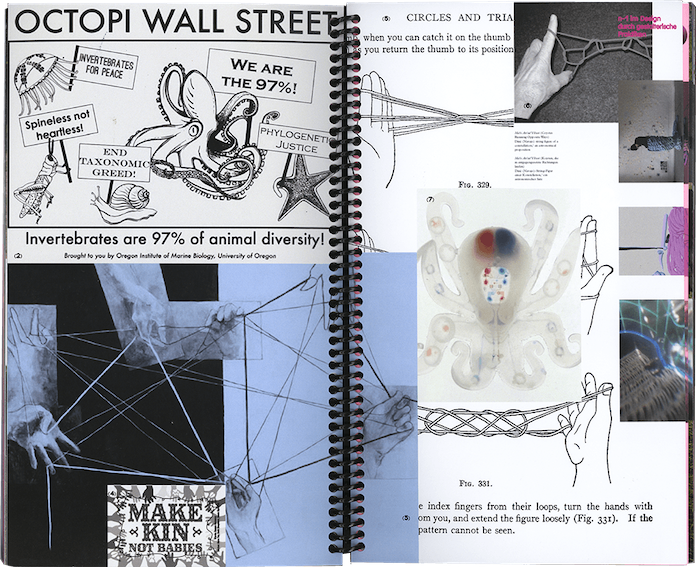 OCTOPI WALL STREET
INVERTEBRATES
FOR PEACE
WE ARE
THE 97%!
Spineless not
heartless!
PHYLOGENETIC
JUSTICE
END
TAXONOMIC
GREED!
Invertebrates are 97% of animal diversity!
(2)
Brought to you by Oregon Institute of Marine Biology, University of Oregon
MAKE
KIN
NOT BABIES
(5) CIRCLES AND TRIA
when you can catch it on the thumb
as you return the thumb to its position
FIG. 329.
(7)
FIG. 331.
e index fingers from their loops, turn the hands with
(5) om you, and extend the figure loosely (Fig. 331). If the
pattern cannot be seen.